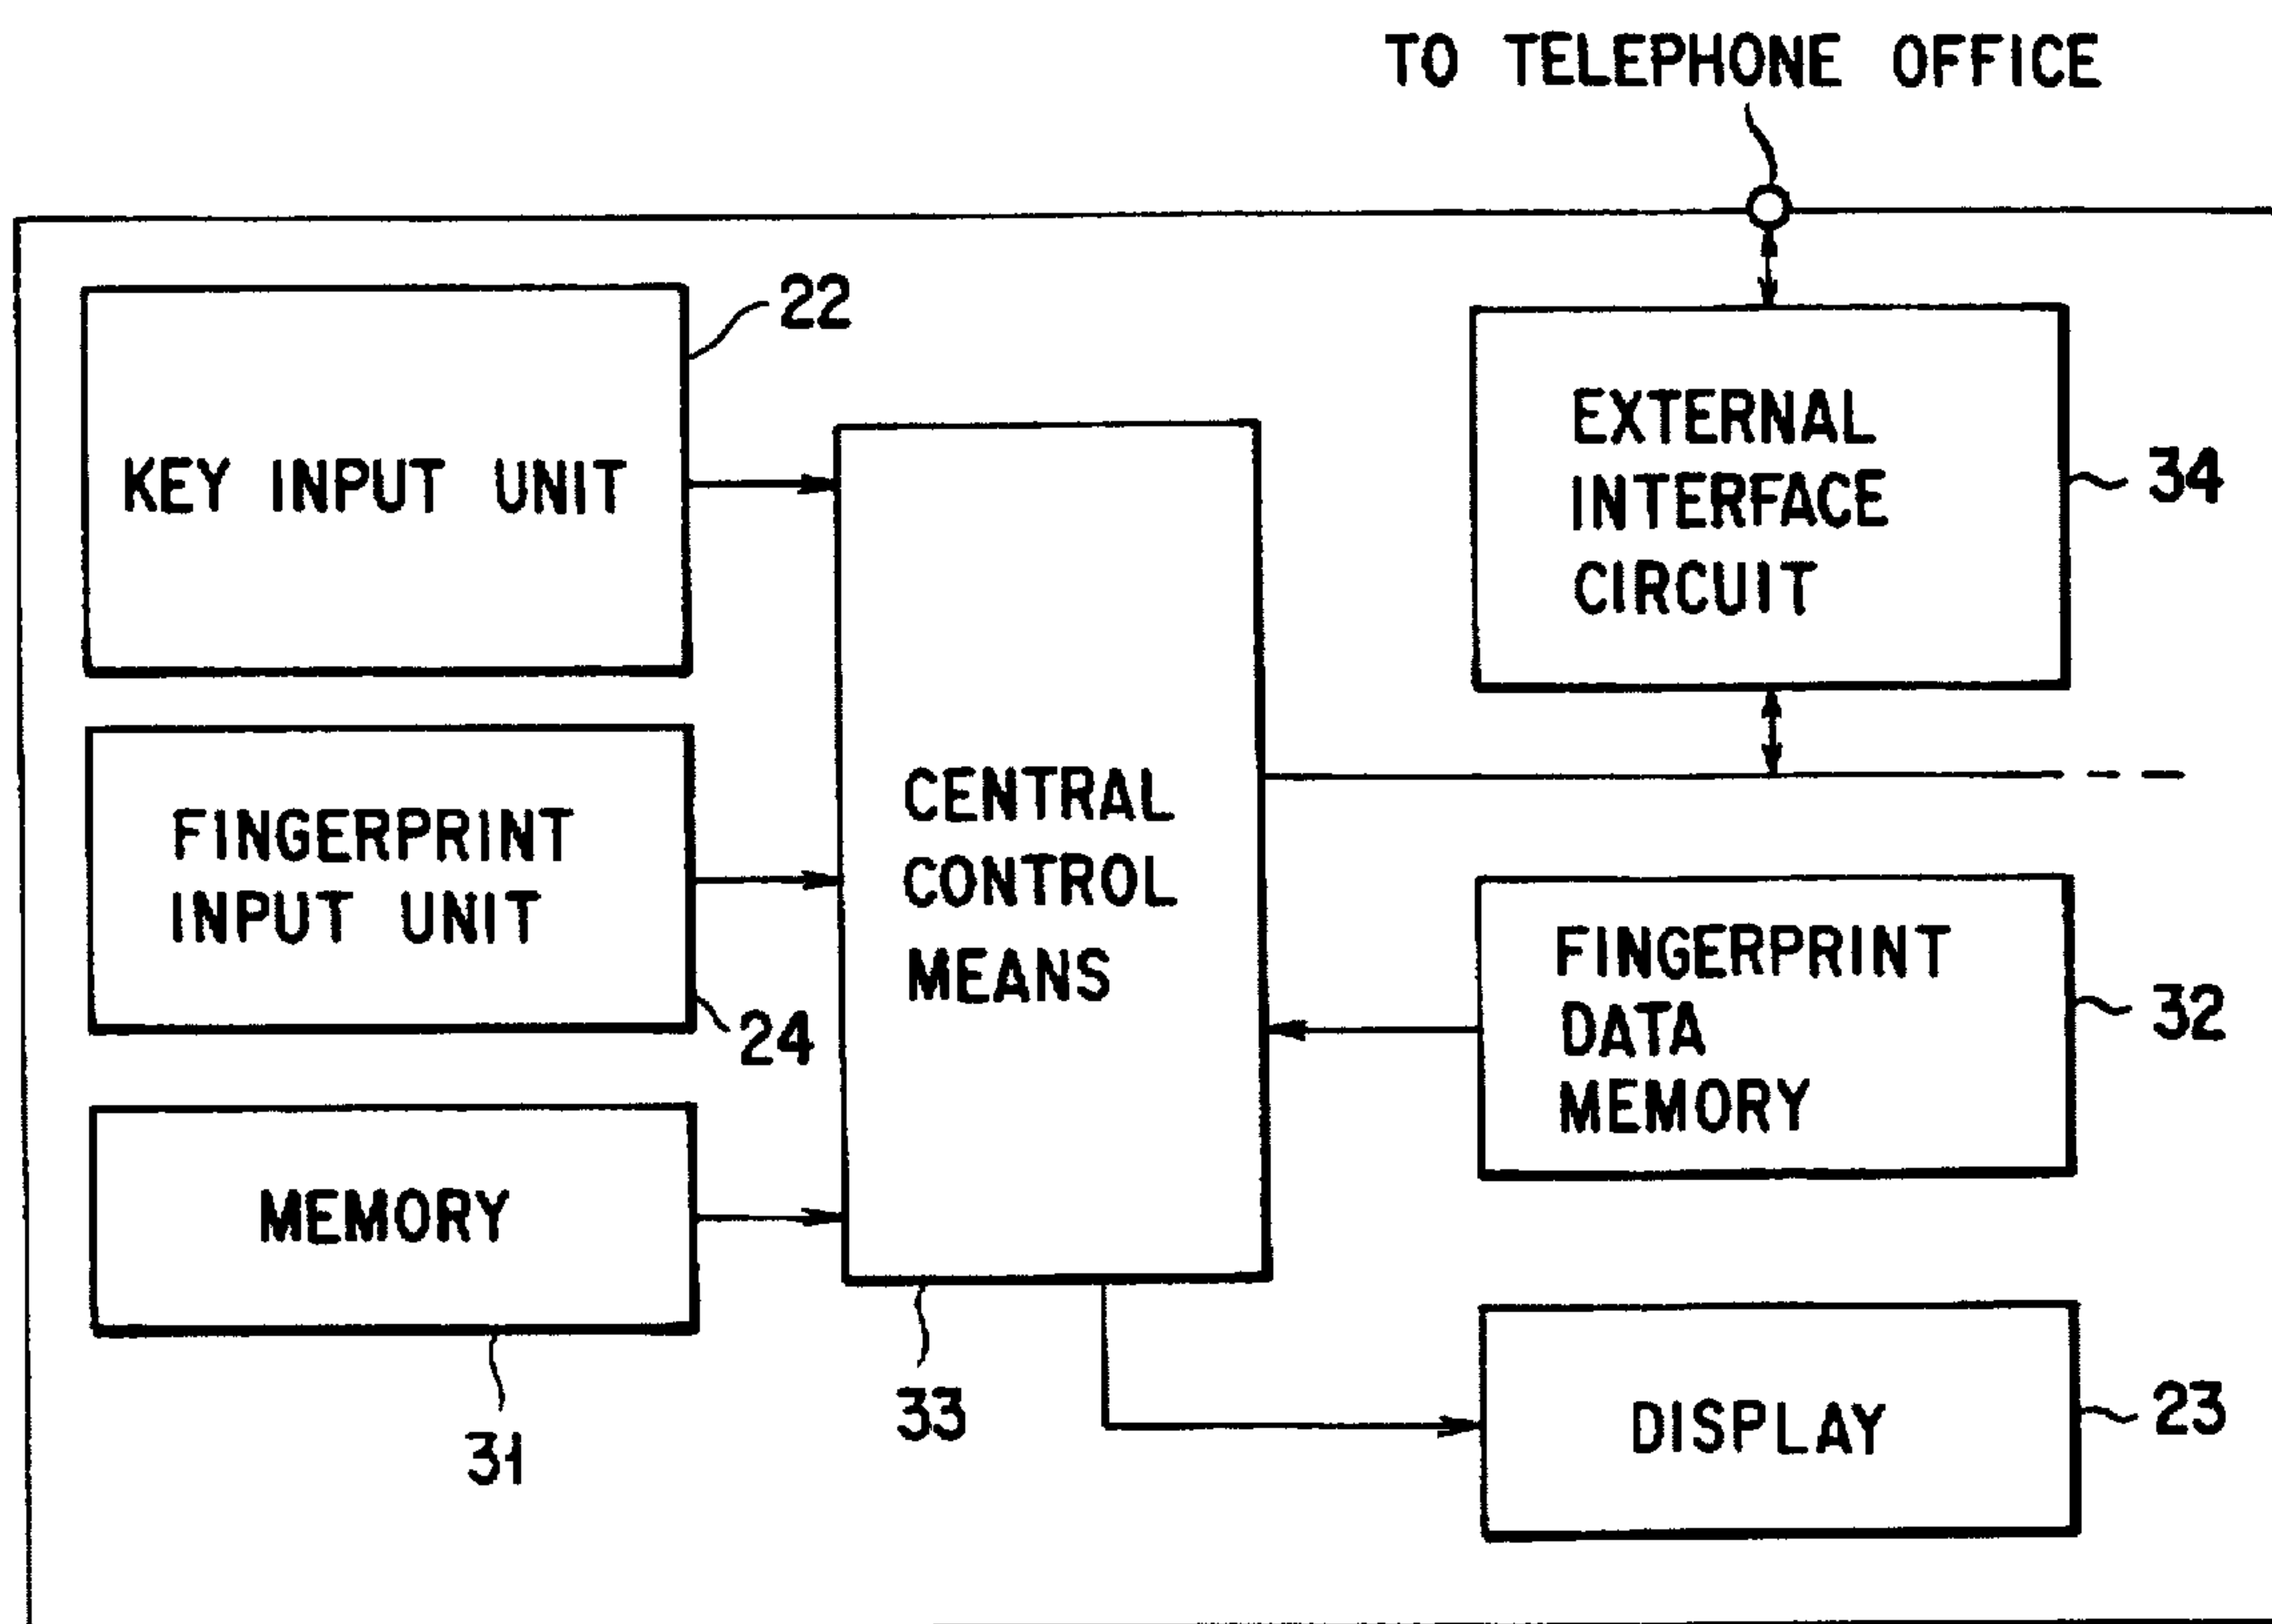 TO TELEPHONE OFFICE
22
KEY INPUT UNIT
EXTERNAL
INTERFACE
CIRCUIT
34
FINGERPRINT
INPUT UNIT
24
CENTRAL
CONTROL
MEANS
FINGERPRINT
DATA
MEMORY
32
MEMORY
31
33
DISPLAY
23